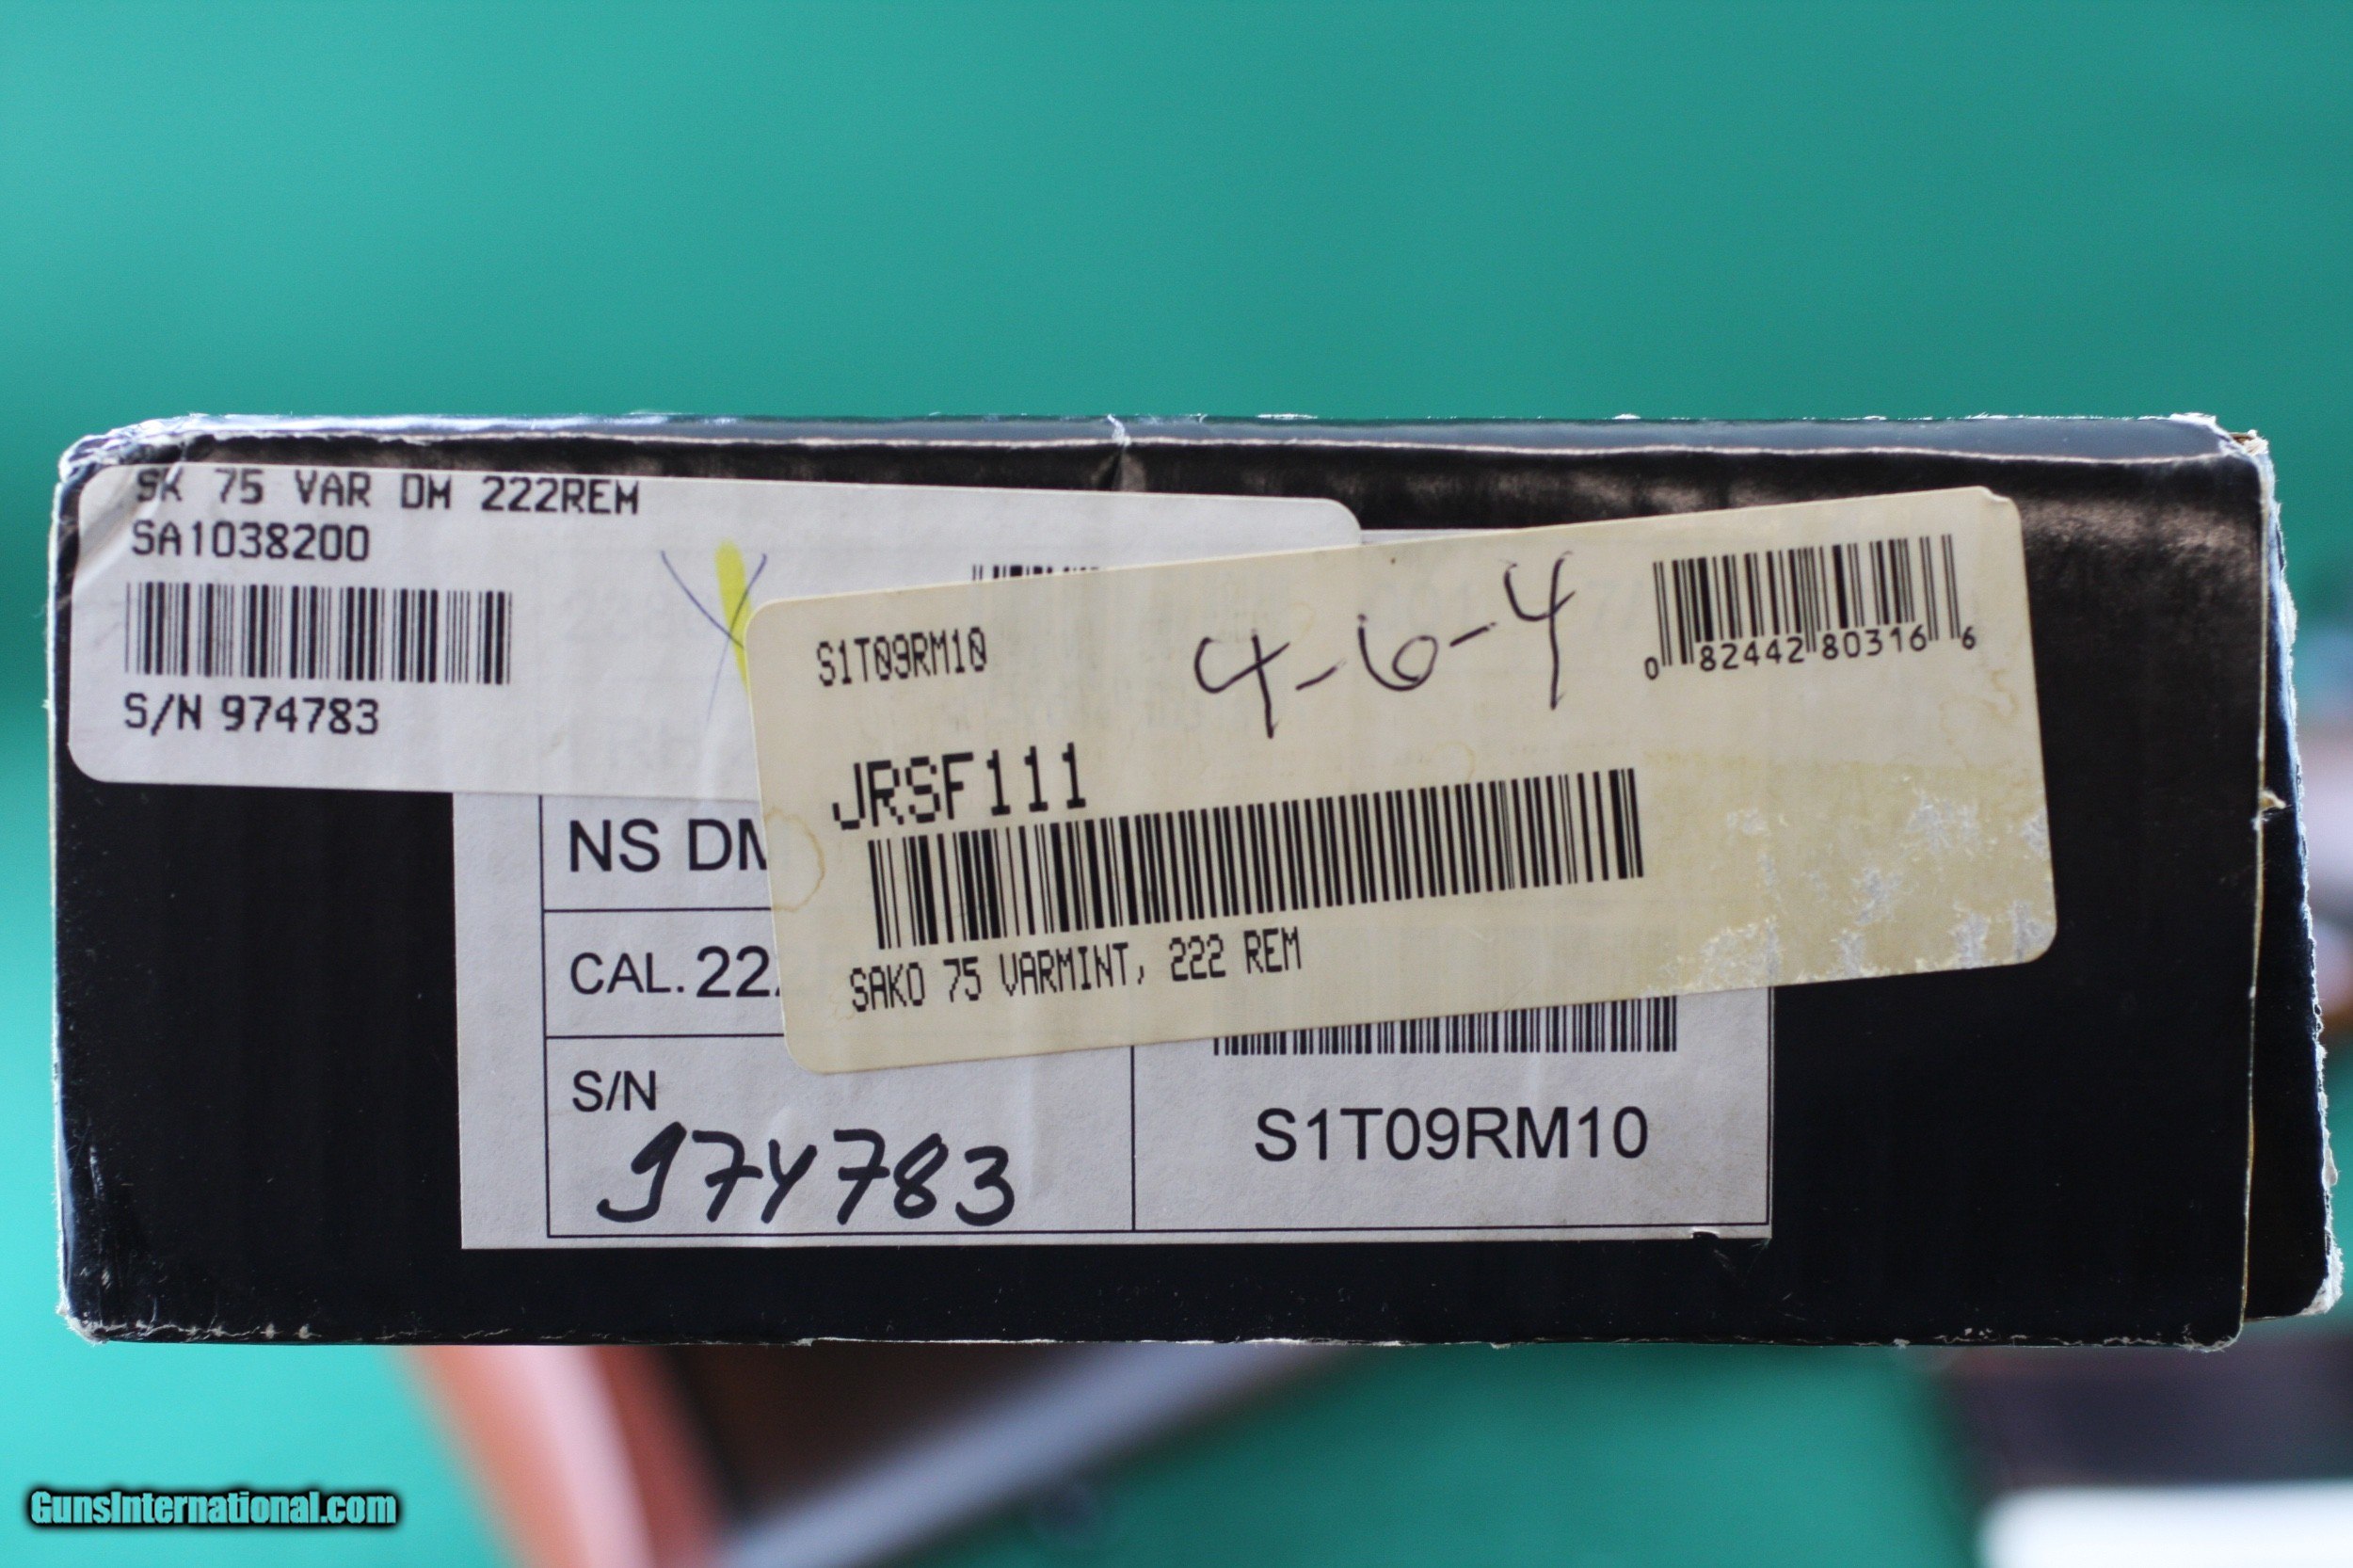 SK 75 VAR DM 222REM
SA1038200
S/N 974783
S1T09RM10
4-6-4
0 82442 80316 6
JRSF111
SAKO 75 VARMINT, 222 REM
NS DM
CAL. 222
S/N
974783
S1T09RM10
GunsInternational.com